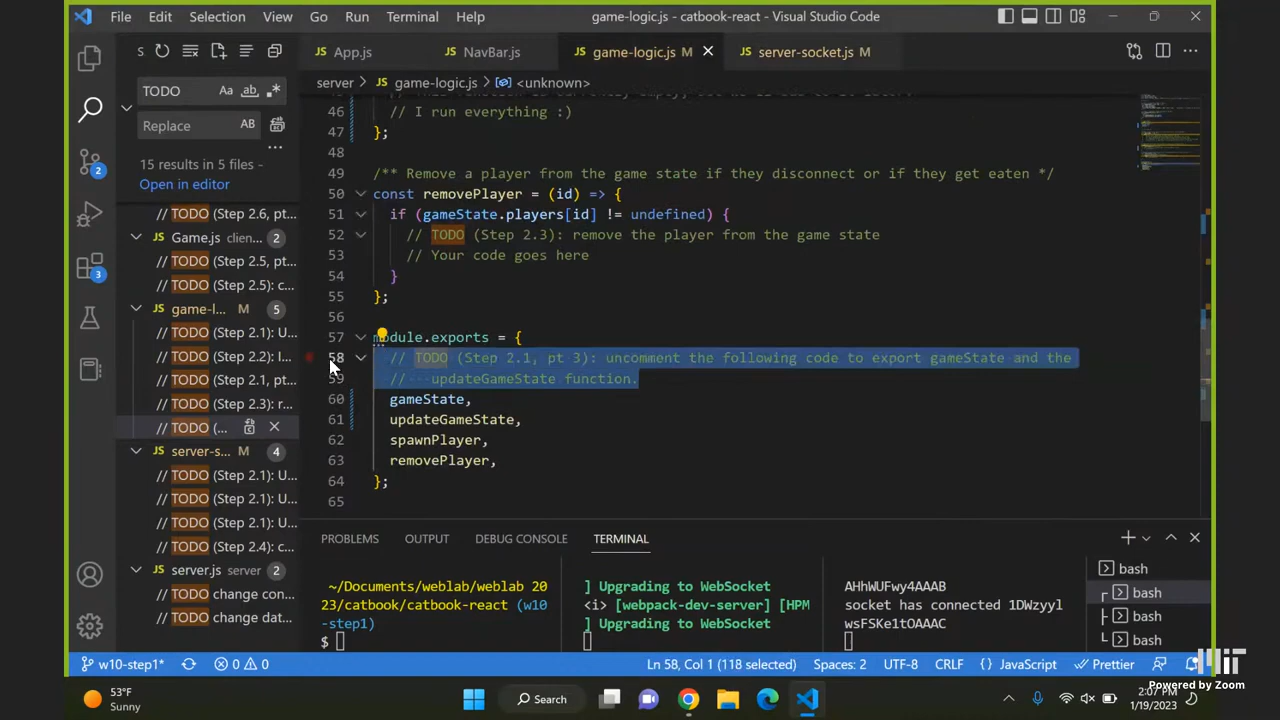 File Edit Selection View Go Run Terminal Help game-logic.js - catbook-react - Visual Studio Code
S
App.js NavBar.js game-logic.js M server-socket.js M
TODO
Replace
15 results in 5 files -
Open in editor
// TODO (Step 2.6, pt...
Game.js clien... 2
// TODO (Step 2.5, pt...
// TODO (Step 2.5): c...
game-l... M 5
// TODO (Step 2.1): U...
// TODO (Step 2.2): I...
// TODO (Step 2.1, pt...
// TODO (Step 2.3): r...
// TODO (...
server-s... M 4
// TODO (Step 2.1): U...
// TODO (Step 2.1): U...
// TODO (Step 2.1): U...
// TODO (Step 2.4): c...
server.js server 2
TODO change con...
TODO change dat...
server > game-logic.js > <unknown>
46 // I run everything :)
47 };
48
49 /** Remove a player from the game state if they disconnect or if they get eaten */
50 const removePlayer = (id) => {
51 if (gameState.players[id] != undefined) {
52 // TODO (Step 2.3): remove the player from the game state
53 // Your code goes here
54 }
55 };
56
57 module.exports = {
58 // TODO (Step 2.1, pt 3): uncomment the following code to export gameState and the
59 // updateGameState function.
60 gameState,
61 updateGameState,
62 spawnPlayer,
63 removePlayer,
64 };
65
PROBLEMS OUTPUT DEBUG CONSOLE TERMINAL
~/Documents/weblab/weblab 20
23/catbook/catbook-react (w10
-step1)
$
] Upgrading to WebSocket
<i> [webpack-dev-server] [HPM
] Upgrading to WebSocket
AHhWUFwy4AAAB
socket has connected 1DWzyyl
wsFSKe1tOAAAC
bash
bash
bash
bash
2
3
w10-step1* 0 0 Ln 58, Col 1 (118 selected) Spaces: 2 UTF-8 CRLF {} JavaScript Prettier
MIT
Powered by Zoom
53°F
Sunny
Search
2:07 PM
1/19/2023